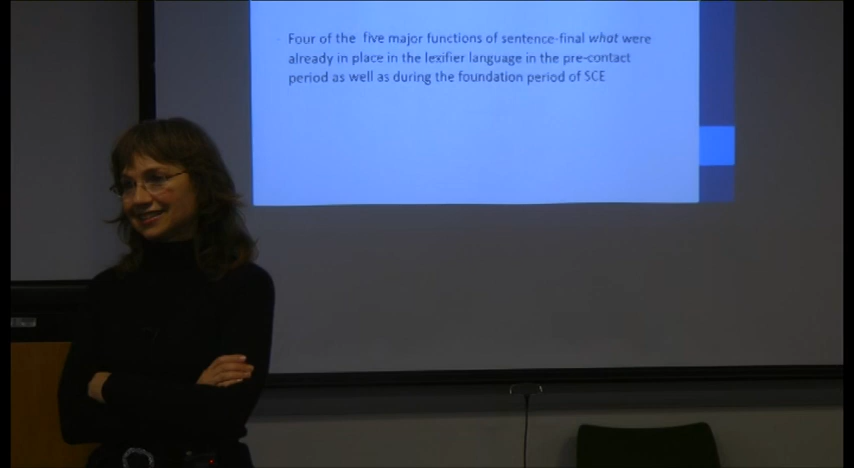 Four of the five major functions of sentence-final what were
already in place in the lexifier language in the pre-contact
period as well as during the foundation period of SCE